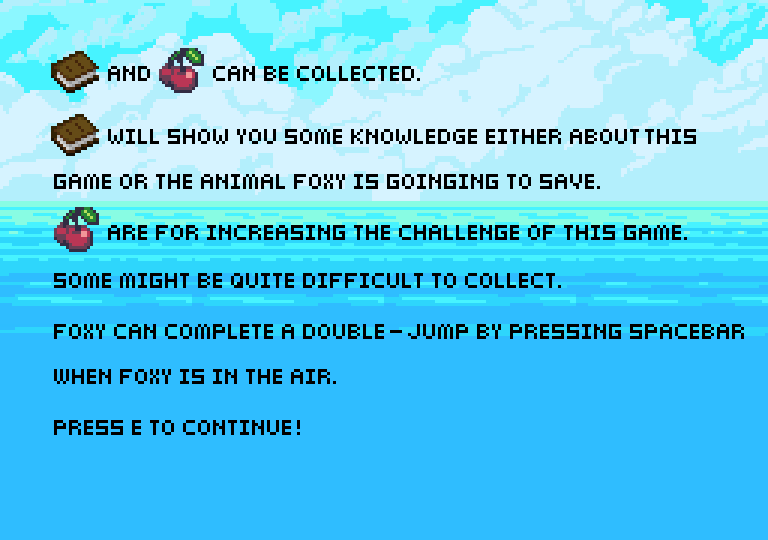 AND CAN BE COLLECTED.
WILL SHOW YOU SOME KNOWLEDGE EITHER ABOUT THIS
GAME OR THE ANIMAL FOXY IS GOINGING TO SAVE.
ARE FOR INCREASING THE CHALLENGE OF THIS GAME.
SOME MIGHT BE QUITE DIFFICULT TO COLLECT.
FOXY CAN COMPLETE A DOUBLE-JUMP BY PRESSING SPACEBAR
WHEN FOXY IS IN THE AIR.
PRESS E TO CONTINUE!